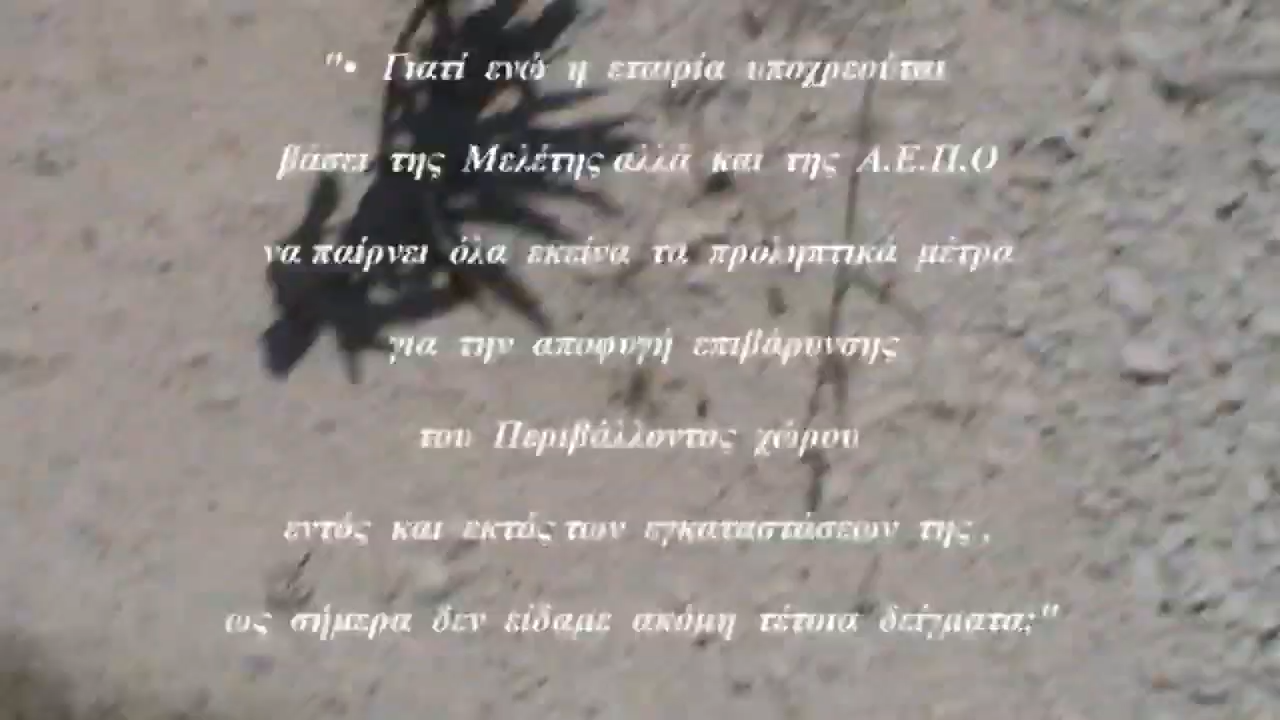 "• Γιατί ενώ η εταιρία υποχρεούται
βάσει της Μελέτης αλλά και της Α.Ε.Π.Ο
να παίρνει όλα εκείνα τα προληπτικά μέτρα
για την αποφυγή επιβάρυνσης
του Περιβάλλοντος χώρου
εντός και εκτός των εγκαταστάσεων της ,
ως σήμερα δεν είδαμε ακόμη τέτοια δείγματα;"